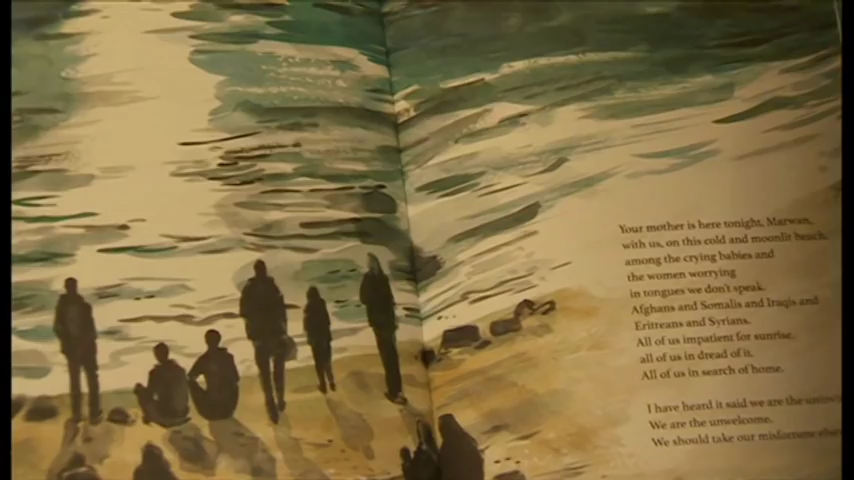 Your mother is here tonight, Marwan,
with us, on this cold and moonlit beach,
among the crying babies and
the women worrying
in tongues we don't speak.
Afghans and Somalis and Iraqis and
Eritreans and Syrians.
All of us impatient for sunrise,
all of us in dread of it.
All of us in search of home.
I have heard it said we are the
We are the unwelcome.
We should take our misfortune